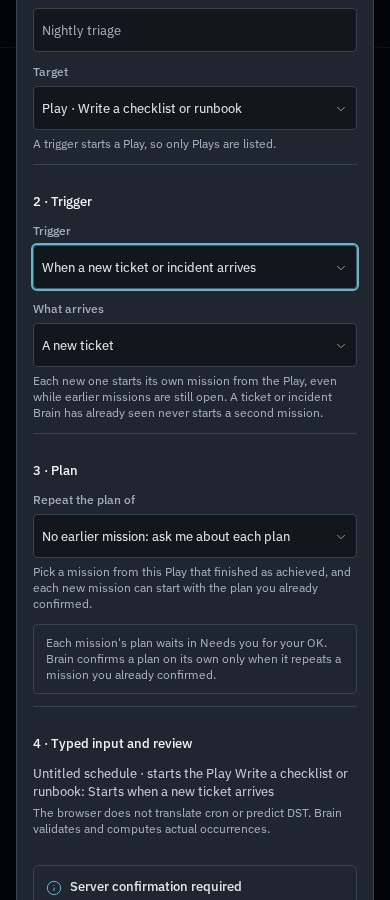 Nightly triage
Target
Play · Write a checklist or runbook
A trigger starts a Play, so only Plays are listed.
2 · Trigger
Trigger
When a new ticket or incident arrives
What arrives
A new ticket
Each new one starts its own mission from the Play, even
while earlier missions are still open. A ticket or incident
Brain has already seen never starts a second mission.
3 · Plan
Repeat the plan of
No earlier mission: ask me about each plan
Pick a mission from this Play that finished as achieved, and
each new mission can start with the plan you already
confirmed.
Each mission's plan waits in Needs you for your OK.
Brain confirms a plan on its own only when it repeats a
mission you already confirmed.
4 · Typed input and review
Untitled schedule · starts the Play Write a checklist or
runbook: Starts when a new ticket arrives
The browser does not translate cron or predict DST. Brain
validates and computes actual occurrences.
Server confirmation required